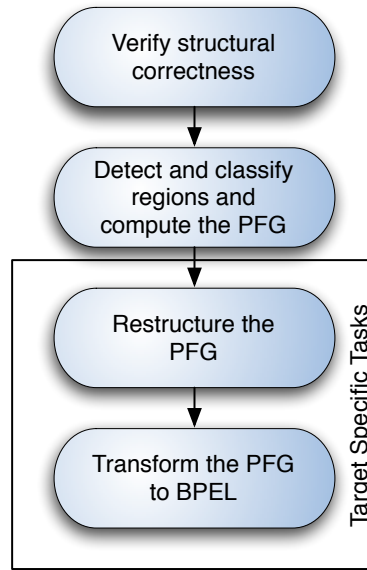 Verify structural
correctness
Detect and classify
regions and
compute the PFG
Restructure the
PFG
Transform the PFG
to BPEL
Target Specific Tasks